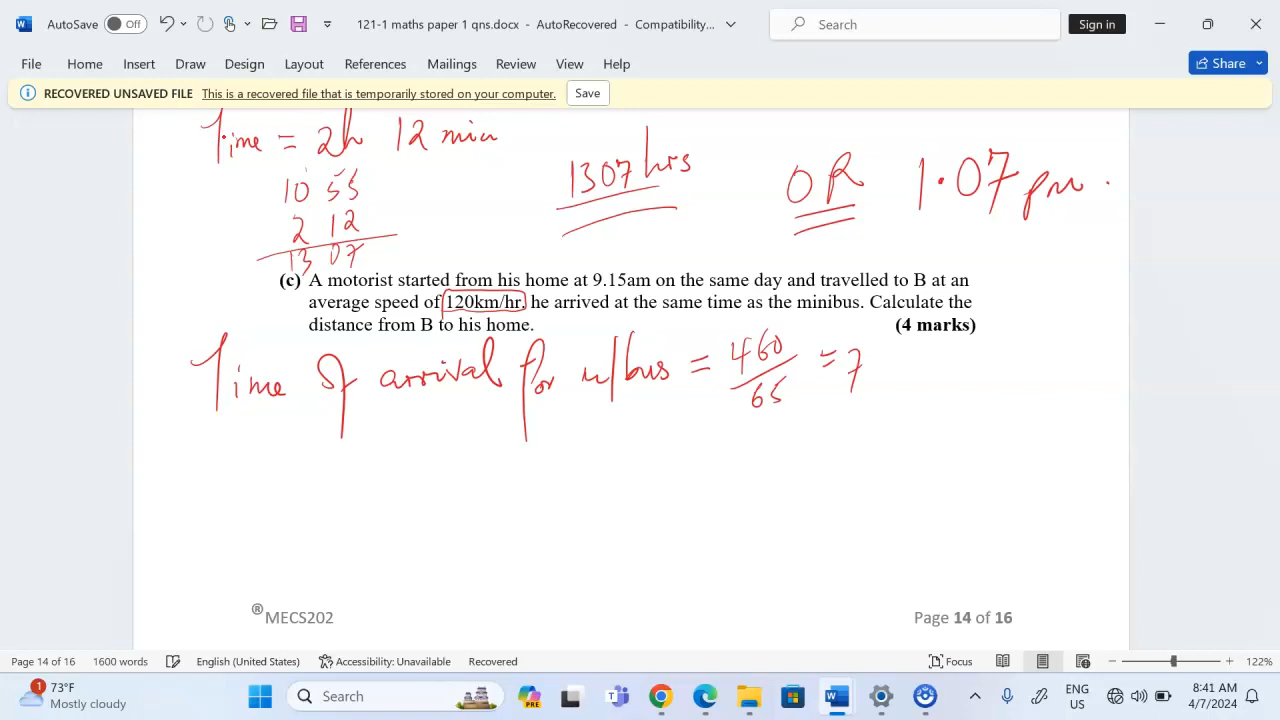 AutoSave Off 121-1 maths paper 1 qns.docx - AutoRecovered - Compatibility... Search Sign in
File Home Insert Draw Design Layout References Mailings Review View Help Share
RECOVERED UNSAVED FILE This is a recovered file that is temporarily stored on your computer. Save
Time = 2h 12 min
1307hrs OR 1.07 pm.
10 55
2 12
13 07
(c) A motorist started from his home at 9.15am on the same day and travelled to B at an
average speed of 120km/hr, he arrived at the same time as the minibus. Calculate the
distance from B to his home. (4 marks)
Time of arrival for m/bus = 460/65 = 7
®MECS202 Page 14 of 16
Page 14 of 16 1600 words English (United States) Accessibility: Unavailable Recovered Focus 122%
1 73°F
Mostly cloudy
Search PRE ENG
US 8:41 AM
4/7/2024